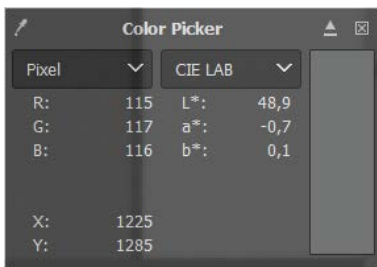 Color Picker
Pixel CIE LAB
R: 115 L*: 48,9
G: 117 a*: -0,7
B: 116 b*: 0,1
X: 1225
Y: 1285